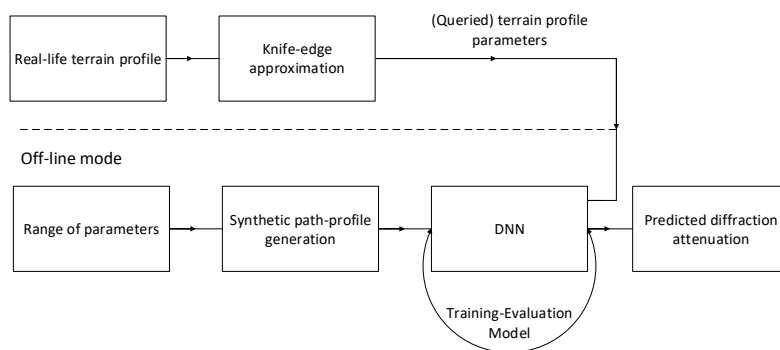 (Queried) terrain profile
parameters
Real-life terrain profile
Knife-edge
approximation
Off-line mode
Range of parameters
Synthetic path-profile
generation
DNN
Predicted diffraction
attenuation
Training-Evaluation
Model